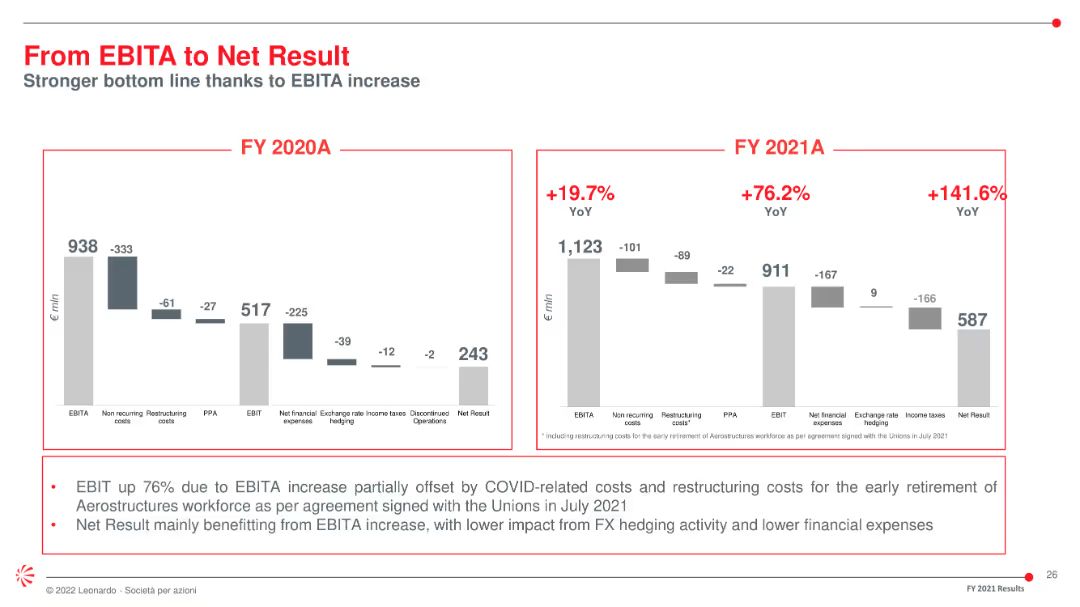 From EBITA to Net Result
Stronger bottom line thanks to EBITA increase
FY 2020A
€ mln
938
-333
-61
-27
517
-225
-39
-12
-2
243
EBITA
Non recurring costs
Restructuring costs
PPA
EBIT
Net financial expenses
Exchange rate hedging
Income taxes
Discontinued Operations
Net Result
FY 2021A
+19.7%
YoY
+76.2%
YoY
+141.6%
YoY
€ mln
1,123
-101
-89
-22
911
-167
9
-166
587
EBITA
Non recurring costs
Restructuring costs*
PPA
EBIT
Net financial expenses
Exchange rate hedging
Income taxes
Net Result
* Including restructuring costs for the early retirement of Aerostructures workforce as per agreement signed with the Unions in July 2021
• EBIT up 76% due to EBITA increase partially offset by COVID-related costs and restructuring costs for the early retirement of
Aerostructures workforce as per agreement signed with the Unions in July 2021
• Net Result mainly benefitting from EBITA increase, with lower impact from FX hedging activity and lower financial expenses
© 2022 Leonardo - Società per azioni
FY 2021 Results
26